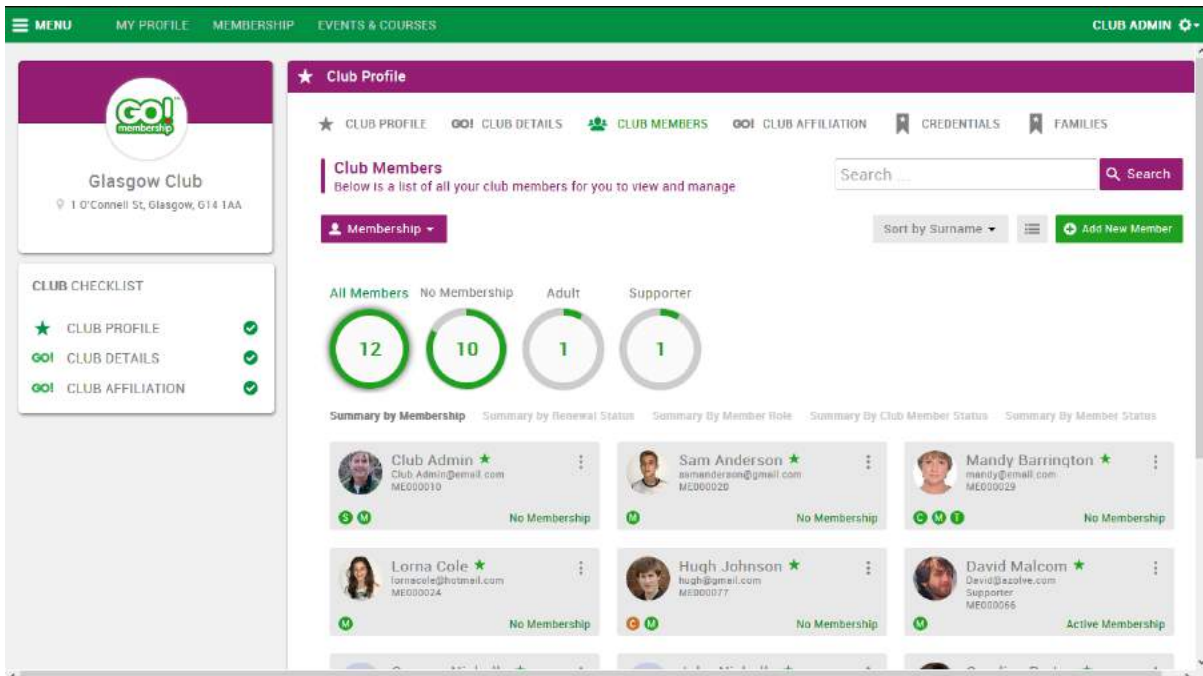 MENU MY PROFILE MEMBERSHIP EVENTS & COURSES CLUB ADMIN
GO!
membership
Glasgow Club
1 O'Connell St, Glasgow, G14 1AA
CLUB CHECKLIST
CLUB PROFILE
GO! CLUB DETAILS
GO! CLUB AFFILIATION
Club Profile
CLUB PROFILE GO! CLUB DETAILS CLUB MEMBERS GO! CLUB AFFILIATION CREDENTIALS FAMILIES
Club Members
Below is a list of all your club members for you to view and manage
Search ... Search
Membership Sort by Surname Add New Member
All Members No Membership Adult Supporter
12 10 1 1
Summary by Membership Summary by Renewal Status Summary By Member Role Summary By Club Member Status Summary By Member Status
Club Admin
Club.Admin@email.com
ME000010
S M No Membership
Sam Anderson
asmanderson@gmail.com
ME000020
M No Membership
Mandy Barrington
mandy@email.com
ME000029
C M T No Membership
Lorna Cole
lornacole@hotmail.com
ME000024
M No Membership
Hugh Johnson
hugh@gmail.com
ME000077
C M No Membership
David Malcom
David@azolve.com
Supporter
ME000066
M Active Membership